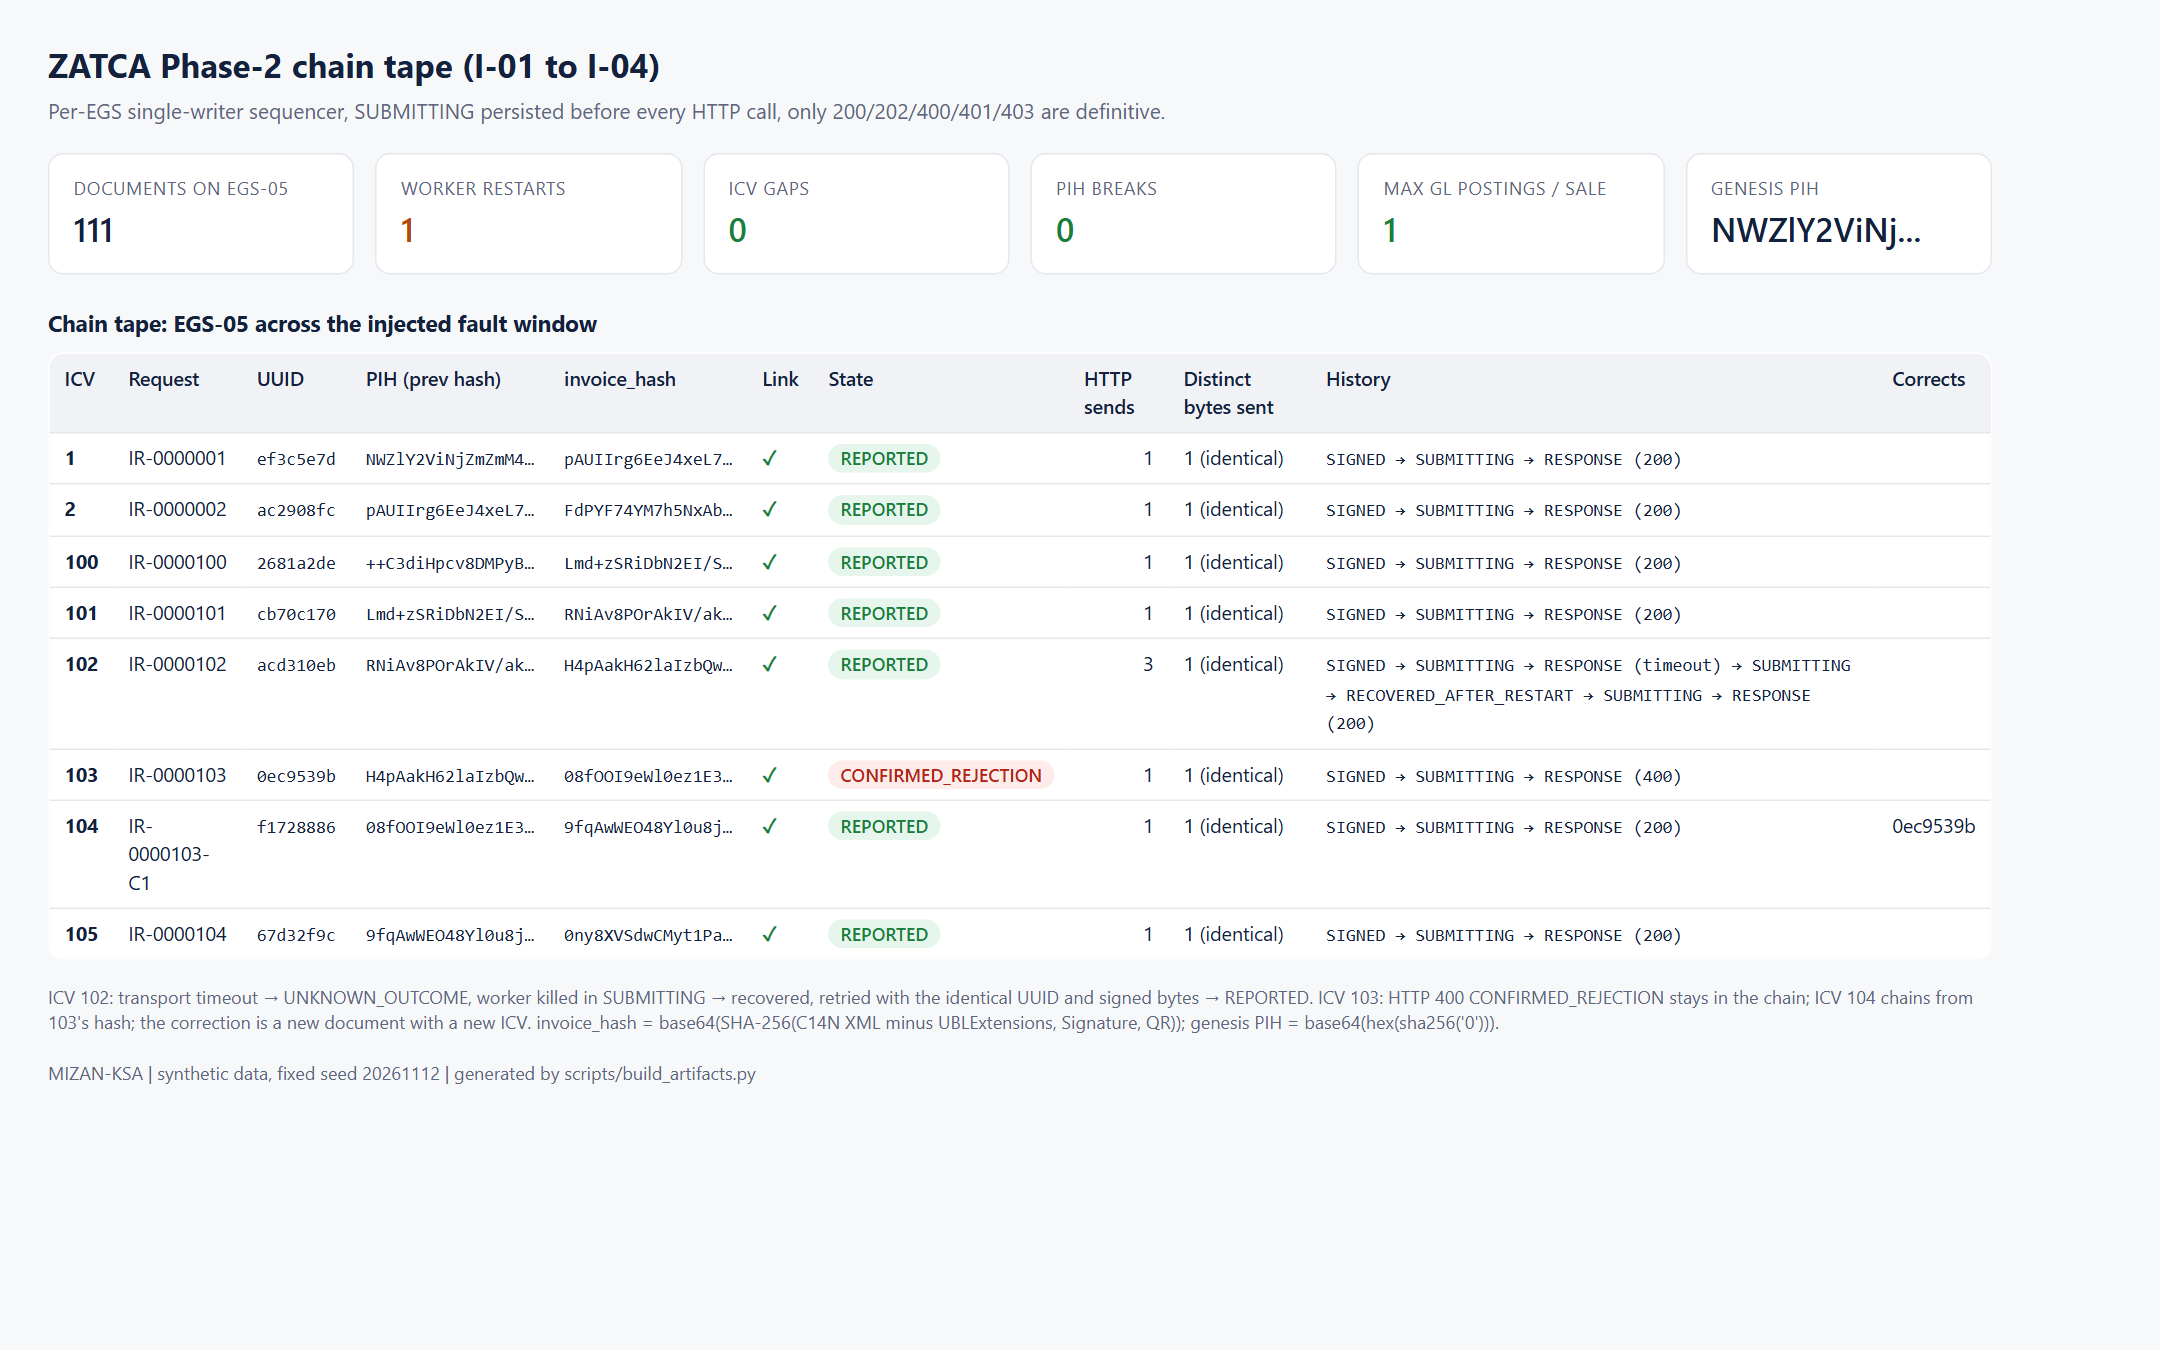 ZATCA Phase-2 chain tape (I-01 to I-04)
Per-EGS single-writer sequencer, SUBMITTING persisted before every HTTP call, only 200/202/400/401/403 are definitive.
DOCUMENTS ON EGS-05
111
WORKER RESTARTS
1
ICV GAPS
0
PIH BREAKS
0
MAX GL POSTINGS / SALE
1
GENESIS PIH
NWZlY2ViNj...
Chain tape: EGS-05 across the injected fault window
ICV Request UUID PIH (prev hash) invoice_hash Link State HTTP sends Distinct bytes sent History Corrects
1 IR-0000001 ef3c5e7d NWZlY2ViNjZmZmM4… pAUIIrg6EeJ4xeL7… ✓ REPORTED 1 1 (identical) SIGNED → SUBMITTING → RESPONSE (200)
2 IR-0000002 ac2908fc pAUIIrg6EeJ4xeL7… FdPYF74YM7h5NxAb… ✓ REPORTED 1 1 (identical) SIGNED → SUBMITTING → RESPONSE (200)
100 IR-0000100 2681a2de ++C3diHpcv8DMPyB… Lmd+zSRiDbN2EI/S… ✓ REPORTED 1 1 (identical) SIGNED → SUBMITTING → RESPONSE (200)
101 IR-0000101 cb70c170 Lmd+zSRiDbN2EI/S… RNiAv8POrAkIV/ak… ✓ REPORTED 1 1 (identical) SIGNED → SUBMITTING → RESPONSE (200)
102 IR-0000102 acd310eb RNiAv8POrAkIV/ak… H4pAakH62laIzbQw… ✓ REPORTED 3 1 (identical) SIGNED → SUBMITTING → RESPONSE (timeout) → SUBMITTING
→ RECOVERED_AFTER_RESTART → SUBMITTING → RESPONSE
(200)
103 IR-0000103 0ec9539b H4pAakH62laIzbQw… 08fOOI9eWl0ez1E3… ✓ CONFIRMED_REJECTION 1 1 (identical) SIGNED → SUBMITTING → RESPONSE (400)
104 IR-0000103-C1 f1728886 08fOOI9eWl0ez1E3… 9fqAwWEO48Yl0u8j… ✓ REPORTED 1 1 (identical) SIGNED → SUBMITTING → RESPONSE (200) 0ec9539b
105 IR-0000104 67d32f9c 9fqAwWEO48Yl0u8j… 0ny8XVSdwCMyt1Pa… ✓ REPORTED 1 1 (identical) SIGNED → SUBMITTING → RESPONSE (200)
ICV 102: transport timeout → UNKNOWN_OUTCOME, worker killed in SUBMITTING → recovered, retried with the identical UUID and signed bytes → REPORTED. ICV 103: HTTP 400 CONFIRMED_REJECTION stays in the chain; ICV 104 chains from
103's hash; the correction is a new document with a new ICV. invoice_hash = base64(SHA-256(C14N XML minus UBLExtensions, Signature, QR)); genesis PIH = base64(hex(sha256('0'))).
MIZAN-KSA | synthetic data, fixed seed 20261112 | generated by scripts/build_artifacts.py